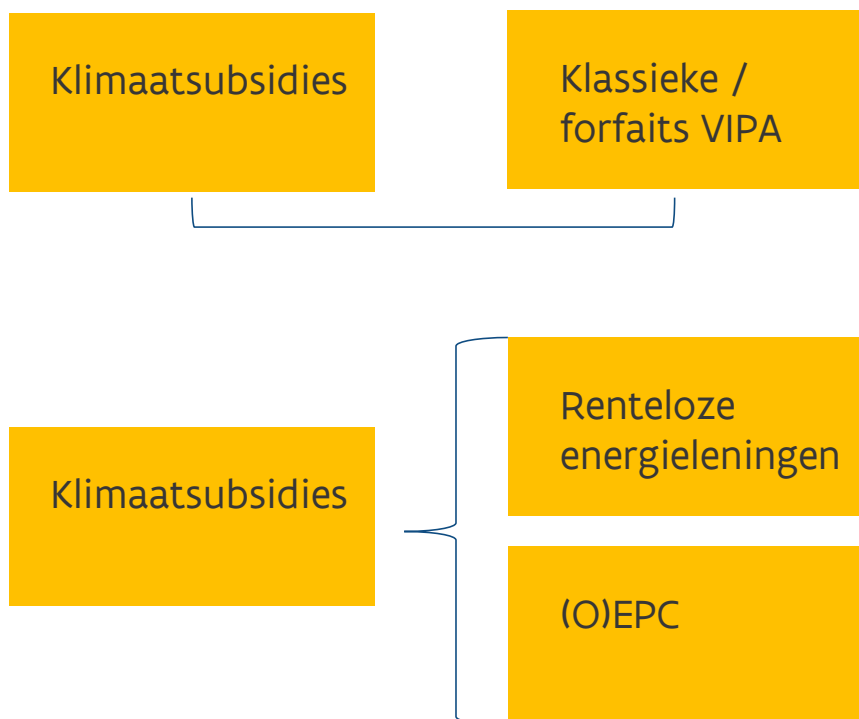 Klimaatsubsidies
Klassieke /
forfaits VIPA
Renteloze
energieleningen
Klimaatsubsidies
(O)EPC